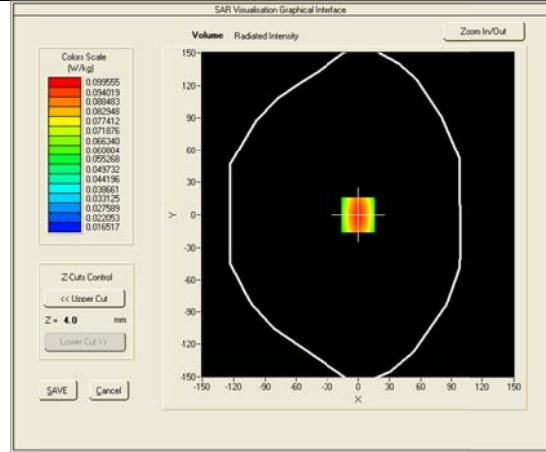 SAR Visualisation Graphical Interface
Volume Radiated Intensity
Zoom In/Out
Colors Scale
(W/kg)
0.099555
0.094019
0.088483
0.082948
0.077412
0.071876
0.066340
0.060804
0.055268
0.049732
0.044196
0.038661
0.033125
0.027589
0.022053
0.016517
Z-Cuts Control
<< Upper Cut
Z = 4.0 mm
Lower Cut >>
SAVE Cancel
150-
120-
90-
60-
30-
0-
-30-
-60-
-90-
-120-
-150-
Y
-150 -120 -90 -60 -30 0 30 60 90 120 150
X